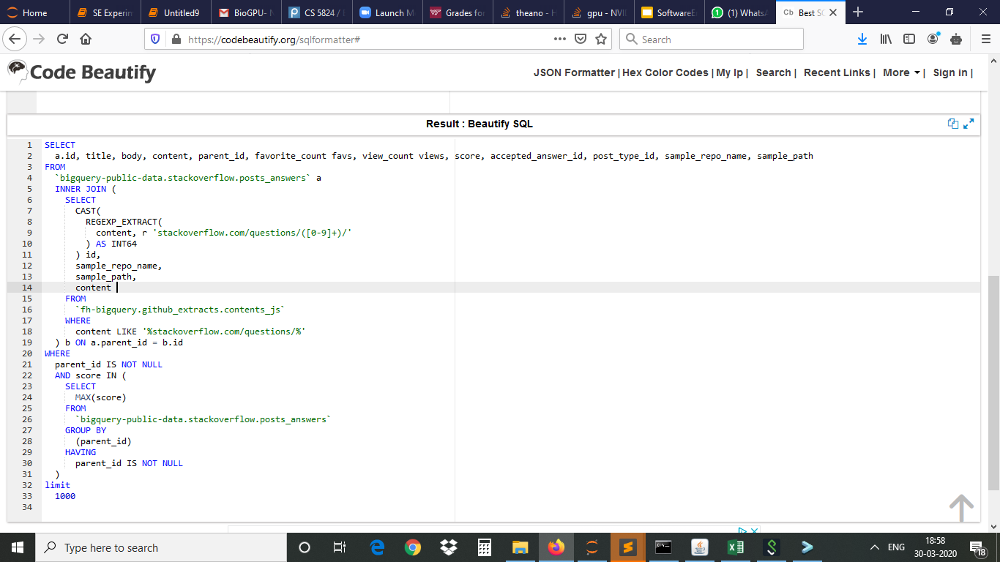 Home
SE Experim
Untitled9
BioGPU- N
CS 5824 / E
Launch M
Grades for
theano - H
gpu - NVI
SoftwareE
(1) Whats
Cb Best SC
https://codebeautify.org/sqlformatter#
Search
Code Beautify
JSON Formatter | Hex Color Codes | My Ip | Search | Recent Links | More | Sign in |
Result : Beautify SQL
1 SELECT
2 a.id, title, body, content, parent_id, favorite_count favs, view_count views, score, accepted_answer_id, post_type_id, sample_repo_name, sample_path
3 FROM
4 `bigquery-public-data.stackoverflow.posts_answers` a
5 INNER JOIN (
6 SELECT
7 CAST(
8 REGEXP_EXTRACT(
9 content, r 'stackoverflow.com/questions/([0-9]+)/'
10 ) AS INT64
11 ) id,
12 sample_repo_name,
13 sample_path,
14 content
15 FROM
16 `fh-bigquery.github_extracts.contents_js`
17 WHERE
18 content LIKE '%stackoverflow.com/questions/%'
19 ) b ON a.parent_id = b.id
20 WHERE
21 parent_id IS NOT NULL
22 AND score IN (
23 SELECT
24 MAX(score)
25 FROM
26 `bigquery-public-data.stackoverflow.posts_answers`
27 GROUP BY
28 (parent_id)
29 HAVING
30 parent_id IS NOT NULL
31 )
32 limit
33 1000
34
Type here to search
ENG
18:58
30-03-2020
18